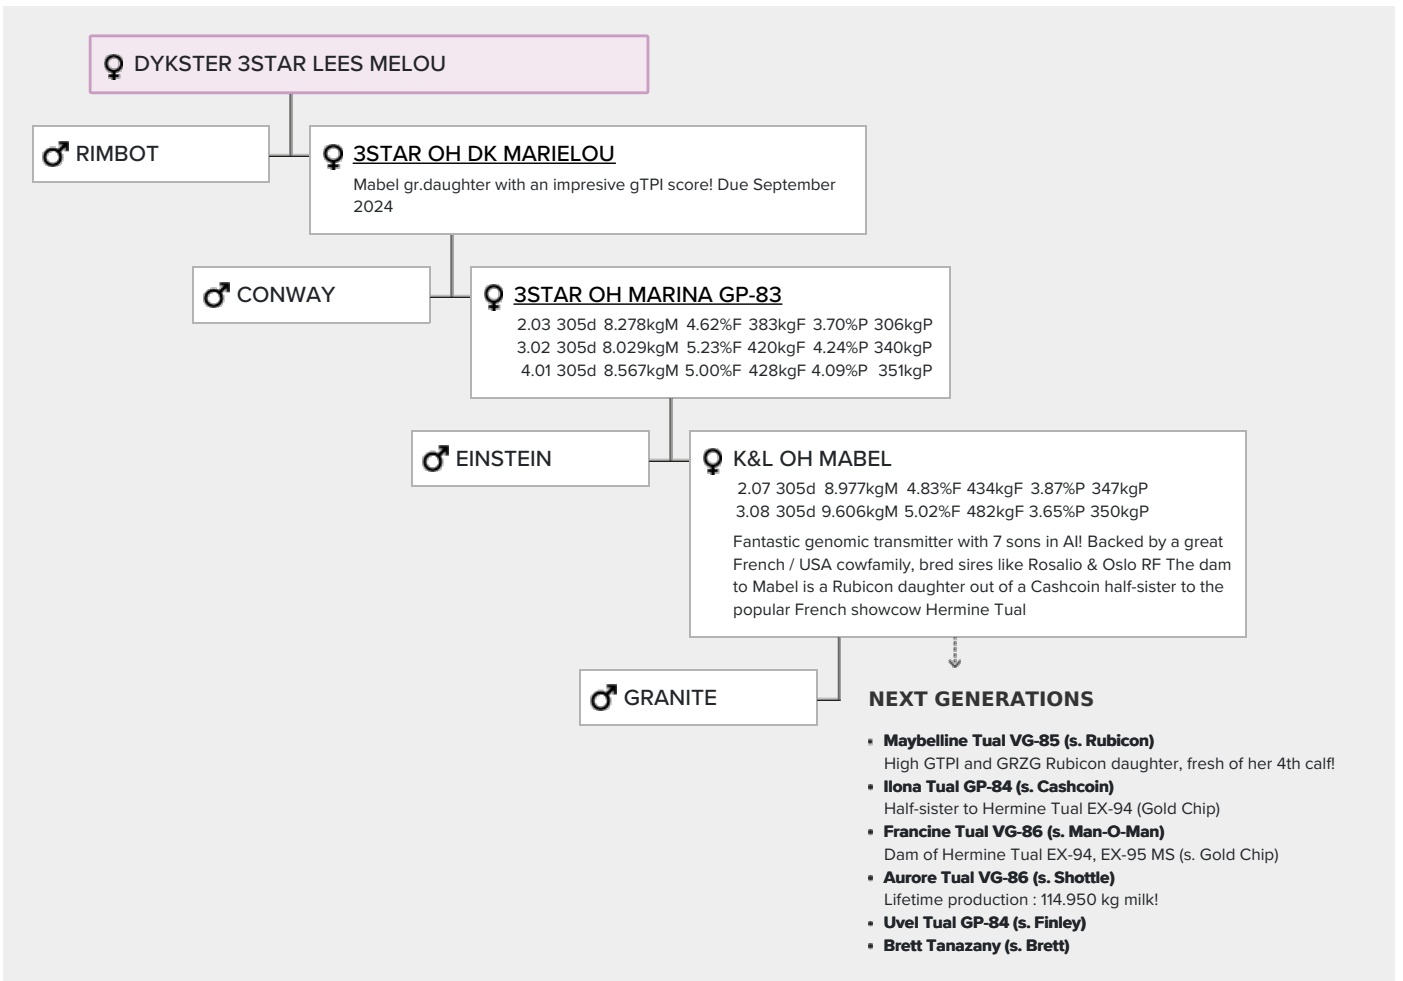 DYKSTER 3STAR LEES MELOU
RIMBOT
3STAR OH DK MARIELOU
Mabel gr.daughter with an impresive gTPI score! Due September
2024
CONWAY
3STAR OH MARINA GP-83
2.03 305d 8.278kgM 4.62%F 383kgF 3.70%P 306kgP
3.02 305d 8.029kgM 5.23%F 420kgF 4.24%P 340kgP
4.01 305d 8.567kgM 5.00%F 428kgF 4.09%P 351kgP
EINSTEIN
K&L OH MABEL
2.07 305d 8.977kgM 4.83%F 434kgF 3.87%P 347kgP
3.08 305d 9.606kgM 5.02%F 482kgF 3.65%P 350kgP
Fantastic genomic transmitter with 7 sons in AI! Backed by a great
French / USA cowfamily, bred sires like Rosalio & Oslo RF The dam
to Mabel is a Rubicon daughter out of a Cashcoin half-sister to the
popular French showcow Hermine Tual
GRANITE
NEXT GENERATIONS
Maybelline Tual VG-85 (s. Rubicon)
High GTPI and GRZG Rubicon daughter, fresh of her 4th calf!
Ilona Tual GP-84 (s. Cashcoin)
Half-sister to Hermine Tual EX-94 (Gold Chip)
Francine Tual VG-86 (s. Man-O-Man)
Dam of Hermine Tual EX-94, EX-95 MS (s. Gold Chip)
Aurore Tual VG-86 (s. Shottle)
Lifetime production : 114.950 kg milk!
Uvel Tual GP-84 (s. Finley)
Brett Tanazany (s. Brett)